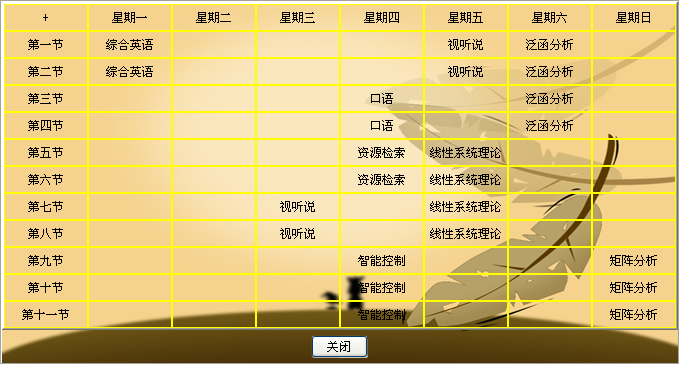 + 星期一 星期二 星期三 星期四 星期五 星期六 星期日
第一节 综合英语 视听说 泛函分析
第二节 综合英语 视听说 泛函分析
第三节 口语 泛函分析
第四节 口语 泛函分析
第五节 资源检索 线性系统理论
第六节 资源检索 线性系统理论
第七节 视听说 线性系统理论
第八节 视听说 线性系统理论
第九节 智能控制 矩阵分析
第十节 智能控制 矩阵分析
第十一节 智能控制 矩阵分析
关闭